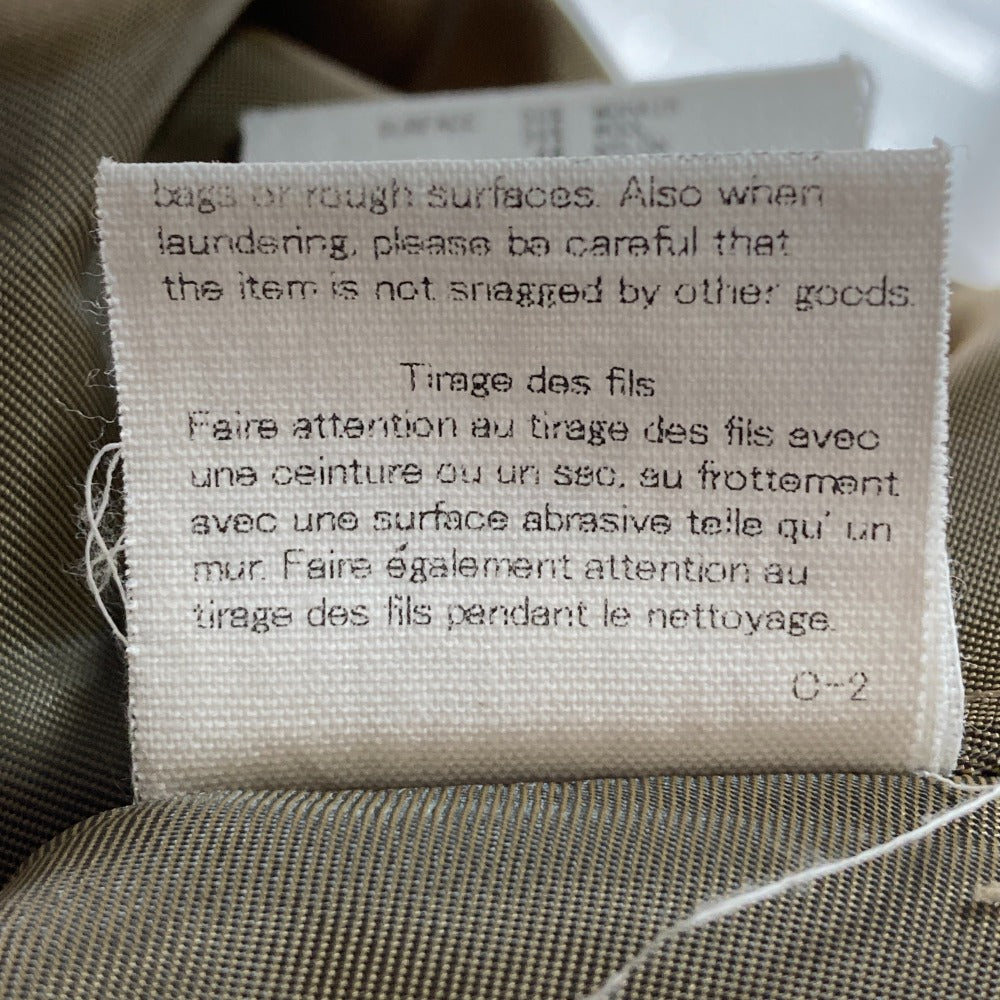 SURFACE
bags or rough surfaces. Also when
laundering, please be careful that
the item is not snagged by other goods.
Tirage des fils
Faire attention au tirage des fils avec
une ceinture ou un sac, au frottement
avec une surface abrasive telle qu' un
mur. Faire également attention au
tirage des fils pendant le nettoyage.
C-2